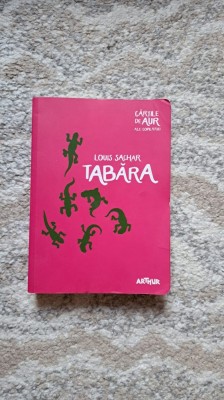 CĂRȚILE
DE AUR
ALE COPILĂRIEI
LOUIS SACHAR
TABĂRA
ARTHUR